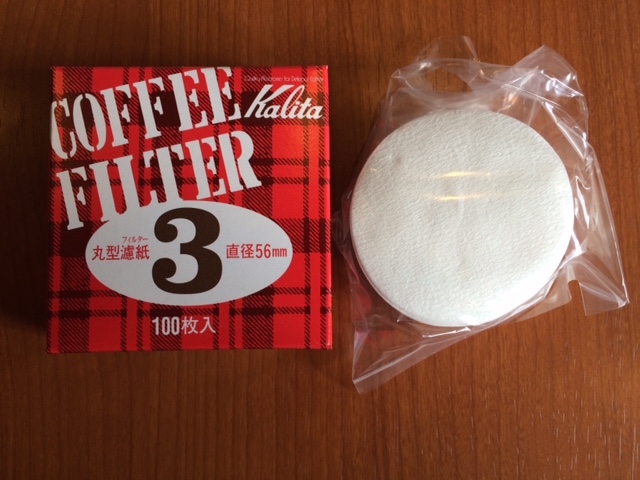 Kalita
COFFEE
FILTER
フィルター
丸型濾紙 3 直径56mm
100枚入